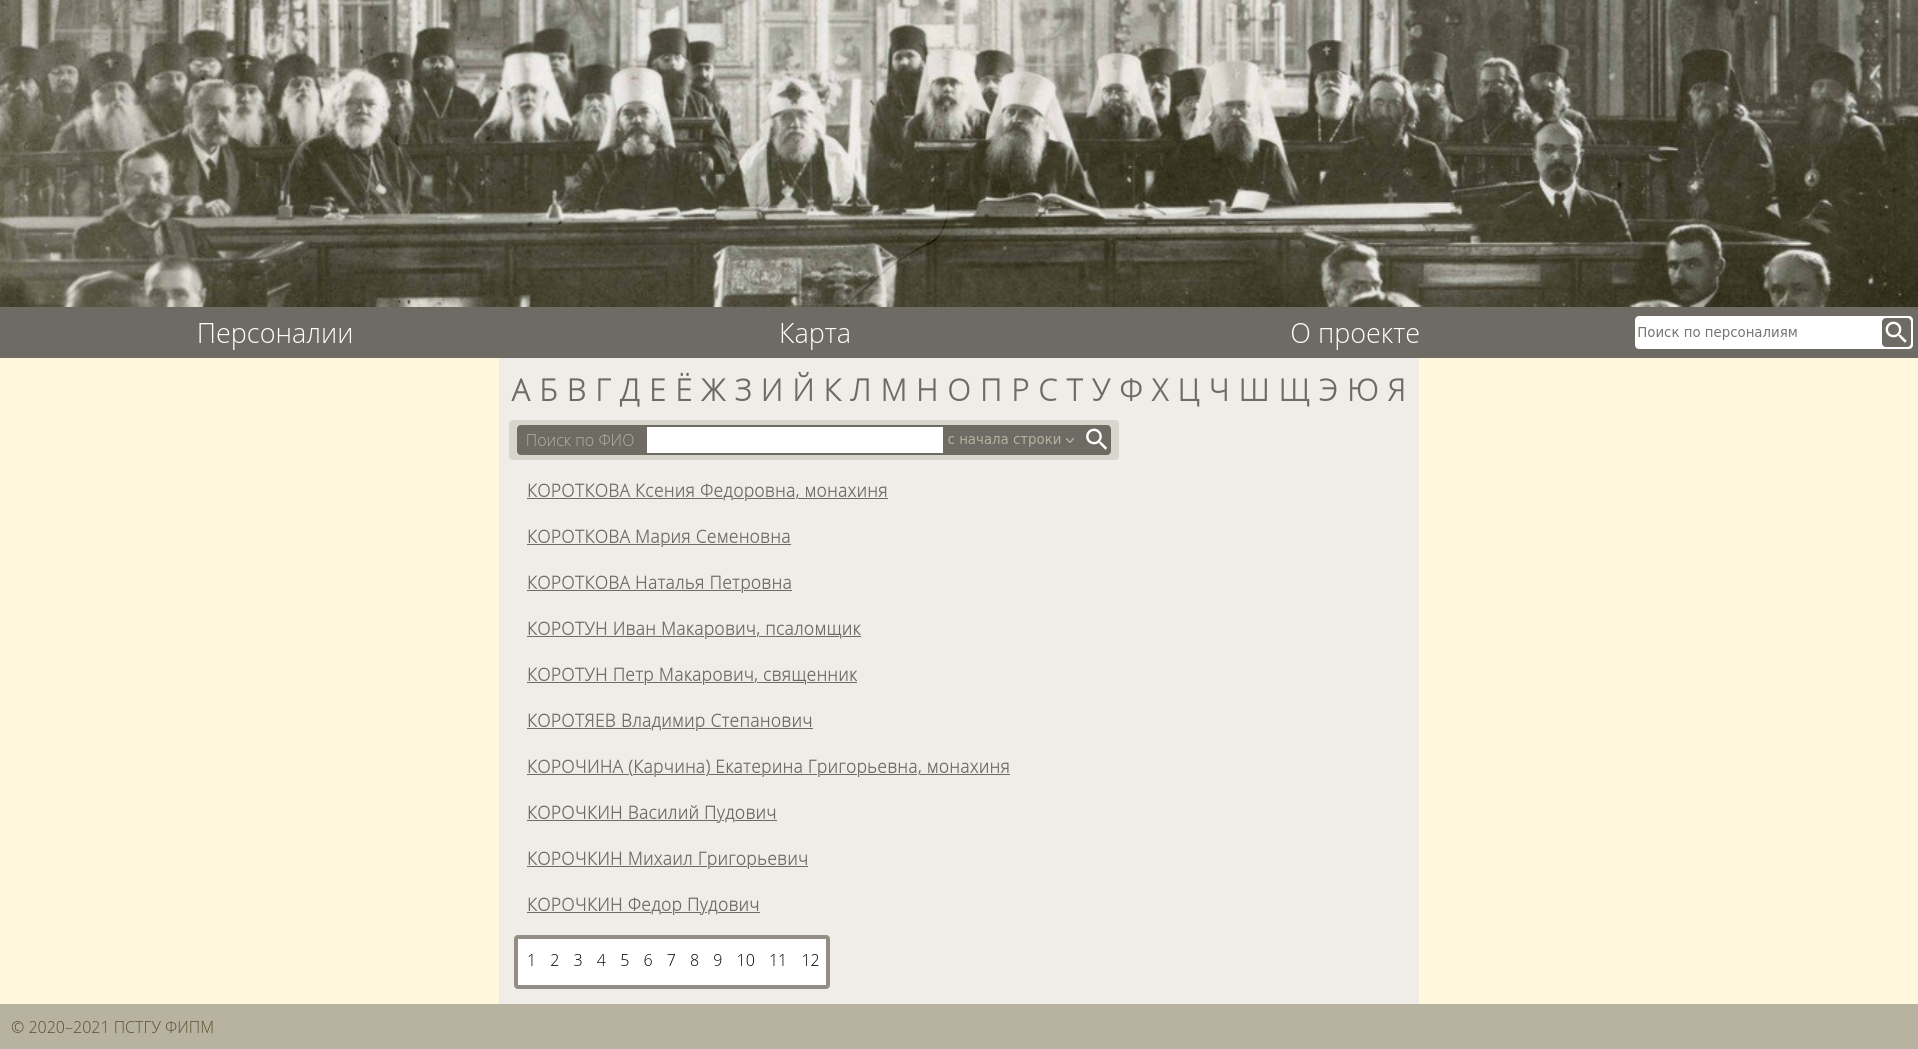 Персоналии Карта О проекте Поиск по персоналиям
А Б В Г Д Е Ё Ж З И Й К Л М Н О П Р С Т У Ф Х Ц Ч Ш Щ Э Ю Я
Поиск по ФИО с начала строки
КОРОТКОВА Ксения Федоровна, монахиня
КОРОТКОВА Мария Семеновна
КОРОТКОВА Наталья Петровна
КОРОТУН Иван Макарович, псаломщик
КОРОТУН Петр Макарович, священник
КОРОТЯЕВ Владимир Степанович
КОРОЧИНА (Карчина) Екатерина Григорьевна, монахиня
КОРОЧКИН Василий Пудович
КОРОЧКИН Михаил Григорьевич
КОРОЧКИН Федор Пудович
1 2 3 4 5 6 7 8 9 10 11 12
© 2020–2021 ПСТГУ ФИПМ